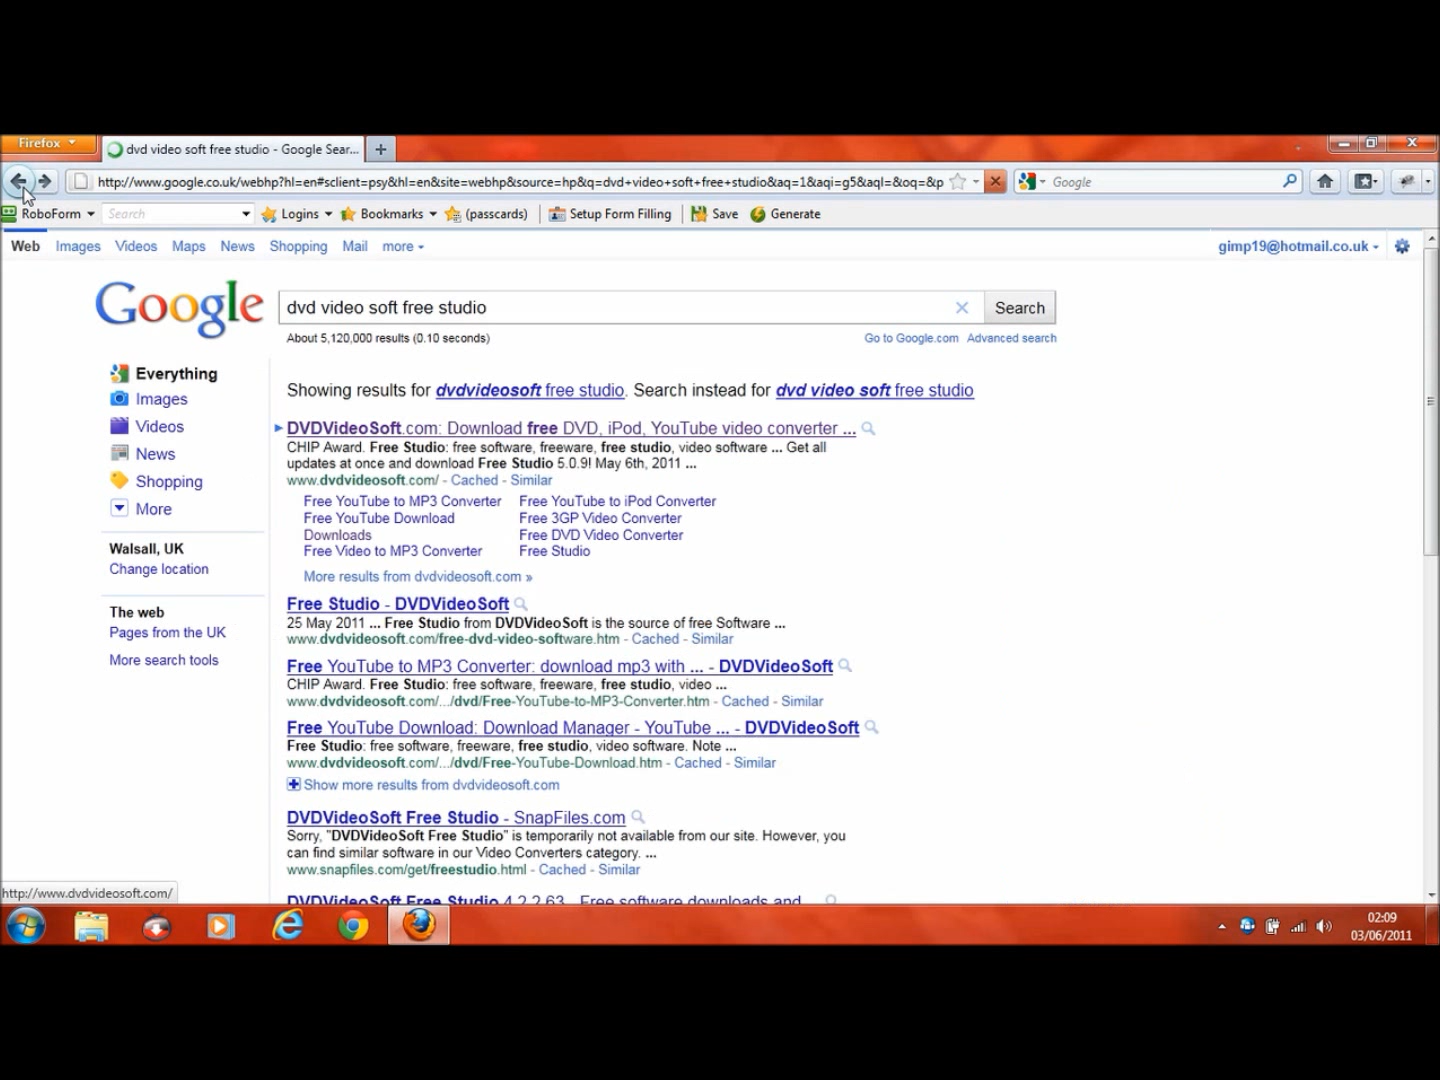 Firefox
dvd video soft free studio - Google Sear...
http://www.google.co.uk/webhp?hl=en#sclient=psy&hl=en&site=webhp&source=hp&q=dvd+video+soft+free+studio&aq=1&aqi=g5&aql=&oq=&p
Google
RoboForm Search Logins Bookmarks (passcards) Setup Form Filling Save Generate
Web Images Videos Maps News Shopping Mail more
gimp19@hotmail.co.uk
Google
dvd video soft free studio
Search
About 5,120,000 results (0.10 seconds)
Go to Google.com Advanced search
Everything
Images
Videos
News
Shopping
More
Walsall, UK
Change location
The web
Pages from the UK
More search tools
Showing results for dvdvideosoft free studio. Search instead for dvd video soft free studio
DVDVideoSoft.com: Download free DVD, iPod, YouTube video converter ...
CHIP Award. Free Studio: free software, freeware, free studio, video software ... Get all
updates at once and download Free Studio 5.0.9! May 6th, 2011 ...
www.dvdvideosoft.com/ - Cached - Similar
Free YouTube to MP3 Converter Free YouTube to iPod Converter
Free YouTube Download Free 3GP Video Converter
Downloads Free DVD Video Converter
Free Video to MP3 Converter Free Studio
More results from dvdvideosoft.com »
Free Studio - DVDVideoSoft
25 May 2011 ... Free Studio from DVDVideoSoft is the source of free Software ...
www.dvdvideosoft.com/free-dvd-video-software.htm - Cached - Similar
Free YouTube to MP3 Converter: download mp3 with ... - DVDVideoSoft
CHIP Award. Free Studio: free software, freeware, free studio, video ...
www.dvdvideosoft.com/.../dvd/Free-YouTube-to-MP3-Converter.htm - Cached - Similar
Free YouTube Download: Download Manager - YouTube ... - DVDVideoSoft
Free Studio: free software, freeware, free studio, video software. Note ...
www.dvdvideosoft.com/.../dvd/Free-YouTube-Download.htm - Cached - Similar
Show more results from dvdvideosoft.com
DVDVideoSoft Free Studio - SnapFiles.com
Sorry, "DVDVideoSoft Free Studio" is temporarily not available from our site. However, you
can find similar software in our Video Converters category. ...
www.snapfiles.com/get/freestudio.html - Cached - Similar
DVDVideoSoft Free Studio 4.2.2.63 - Free software downloads and
http://www.dvdvideosoft.com/
02:09
03/06/2011